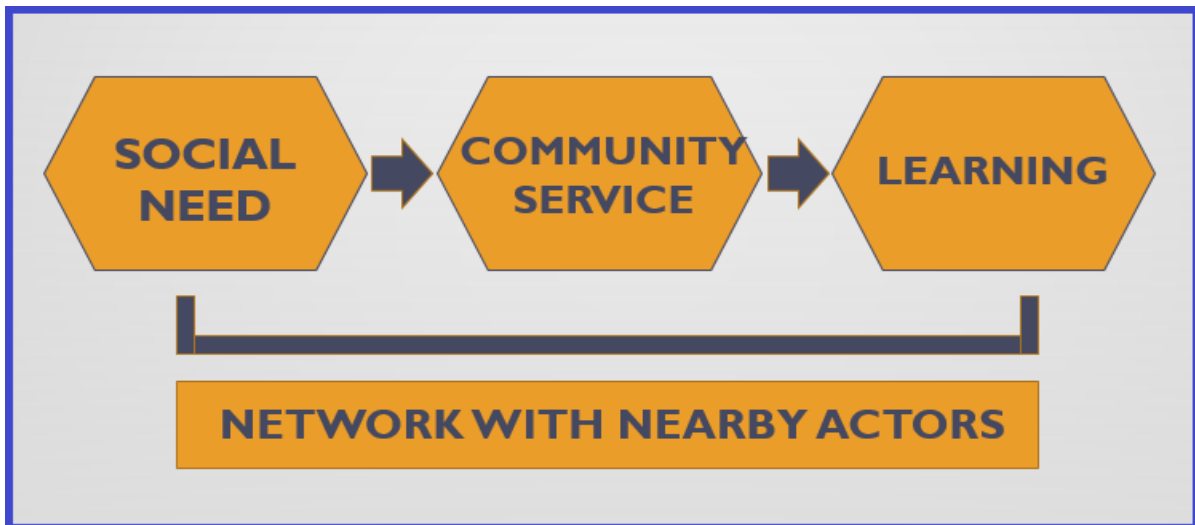 SOCIAL
NEED
COMMUNITY
SERVICE
LEARNING
NETWORK WITH NEARBY ACTORS